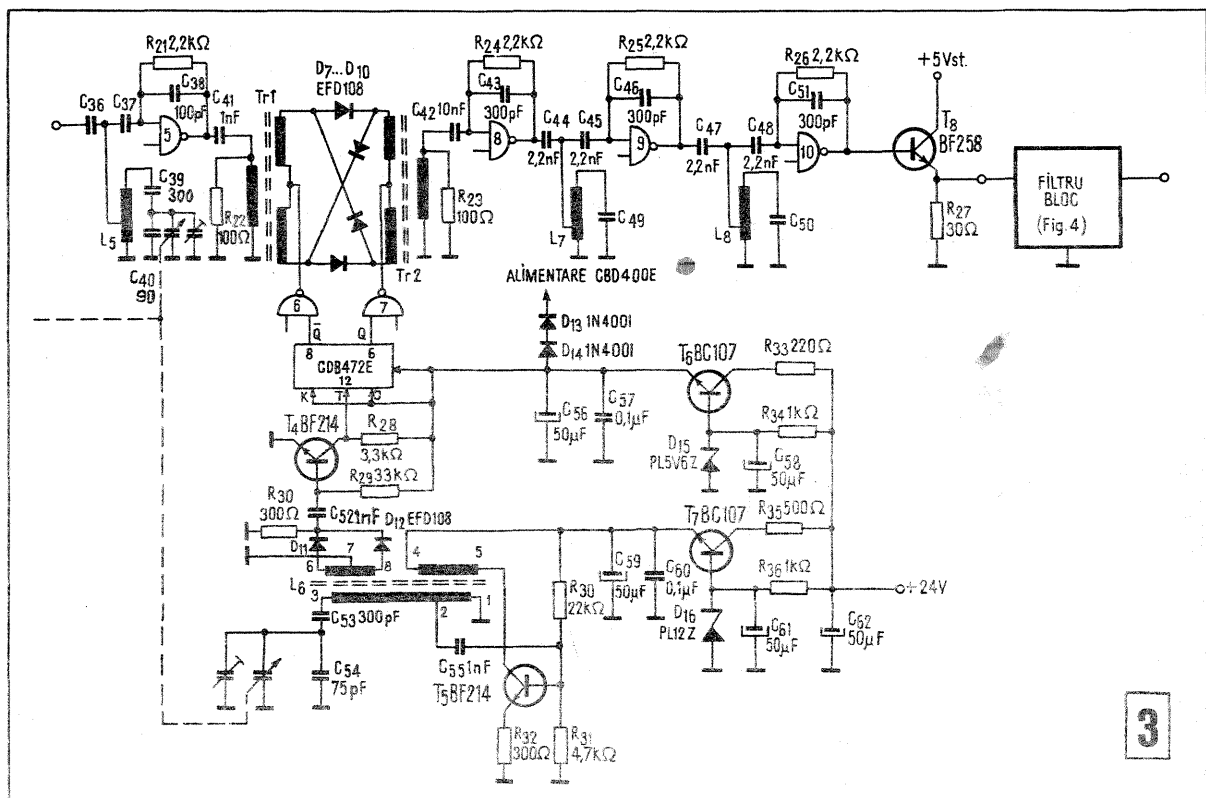 R21 2,2kΩ
C38
100pF
C36
C37
C41
1nF
5
C39
300
L5
R22
100Ω
C40
90
Tr1
D7...D10
EFD108
Tr2
C42 10nF
R23
100Ω
R24 2,2kΩ
C43
300pF
8
C44
2,2nF
C45
2,2nF
L7
C49
R25 2,2kΩ
C46
300pF
9
C47
2,2nF
C48
2,2nF
L8
C50
R26 2,2kΩ
C51
300pF
10
+5Vst.
T8
BF258
R27
30Ω
FİLTRU
BLOC
(Fig. 4)
6
7
Q̄
Q
8
6
CDB472E
12
K
T
ALIMENTARE CBD400E
D13 1N4001
D14 1N4001
C56
50µF
C57
0,1µF
T6 BC107
R33 220Ω
R34 1kΩ
D15
PL5V6Z
C58
50µF
T4 BF214
R28
3,3kΩ
R29 33kΩ
R30
300Ω
C52 1nF
D12 EFD108
D11
6
7
8
4
5
L6
3
2
1
C53 300pF
C54
75pF
C55 1nF
T5 BF214
R30
22kΩ
R32
300Ω
R31
4,7kΩ
C59
50µF
C60
0,1µF
T7 BC107
R35 500Ω
R36 1kΩ
D16
PL12Z
C61
50µF
C62
50µF
+24V
3